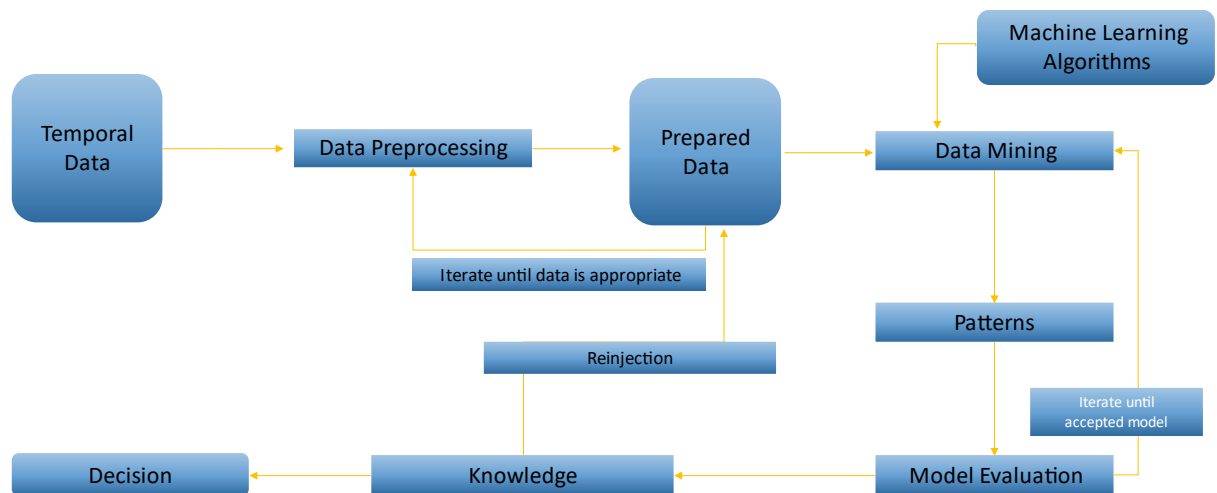 Machine Learning
Algorithms
Temporal
Data
Data Preprocessing
Prepared
Data
Data Mining
Iterate until data is appropriate
Patterns
Reinjection
Iterate until
accepted model
Decision
Knowledge
Model Evaluation